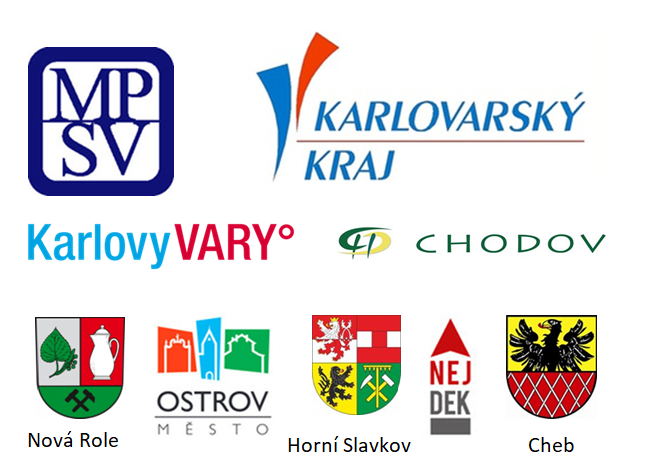 MP
SV
KARLOVARSKÝ
KRAJ
KarlovyVARY°
CHODOV
OSTROV
MĚSTO
NEJ
DEK
Nová Role
Horní Slavkov
Cheb